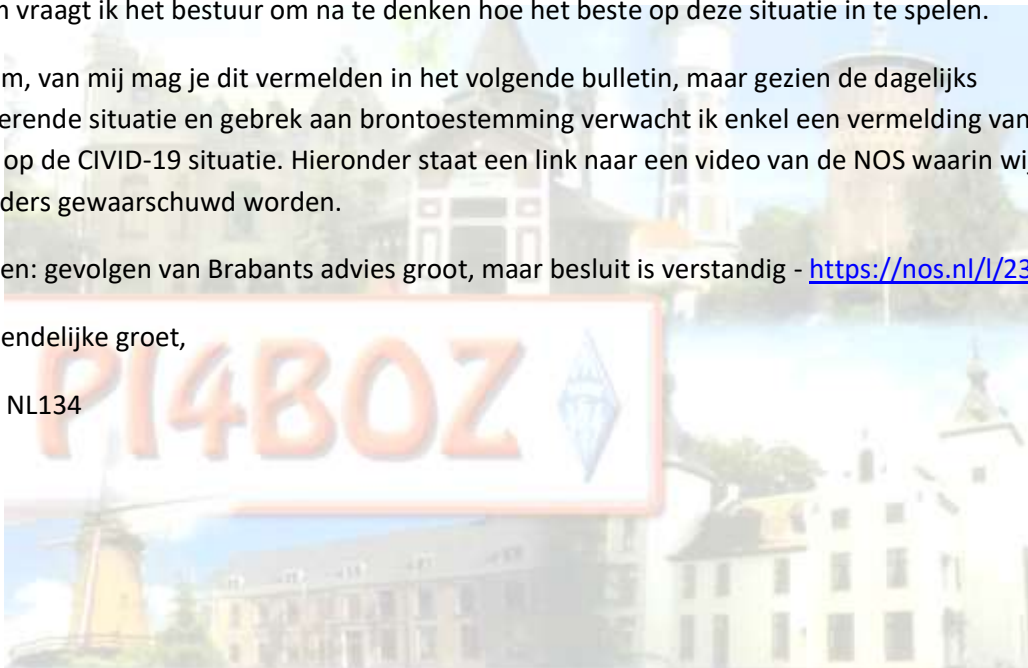 n vraagt ik het bestuur om na te denken hoe het beste op deze situatie in te spelen.
m, van mij mag je dit vermelden in het volgende bulletin, maar gezien de dagelijks
erende situatie en gebrek aan brontoestemming verwacht ik enkel een vermelding van
op de CIVID-19 situatie. Hieronder staat een link naar een video van de NOS waarin wij
ders gewaarschuwd worden.
en: gevolgen van Brabants advies groot, maar besluit is verstandig - https://nos.nl/l/23
endelijke groet,
NL134
PI4BOZ